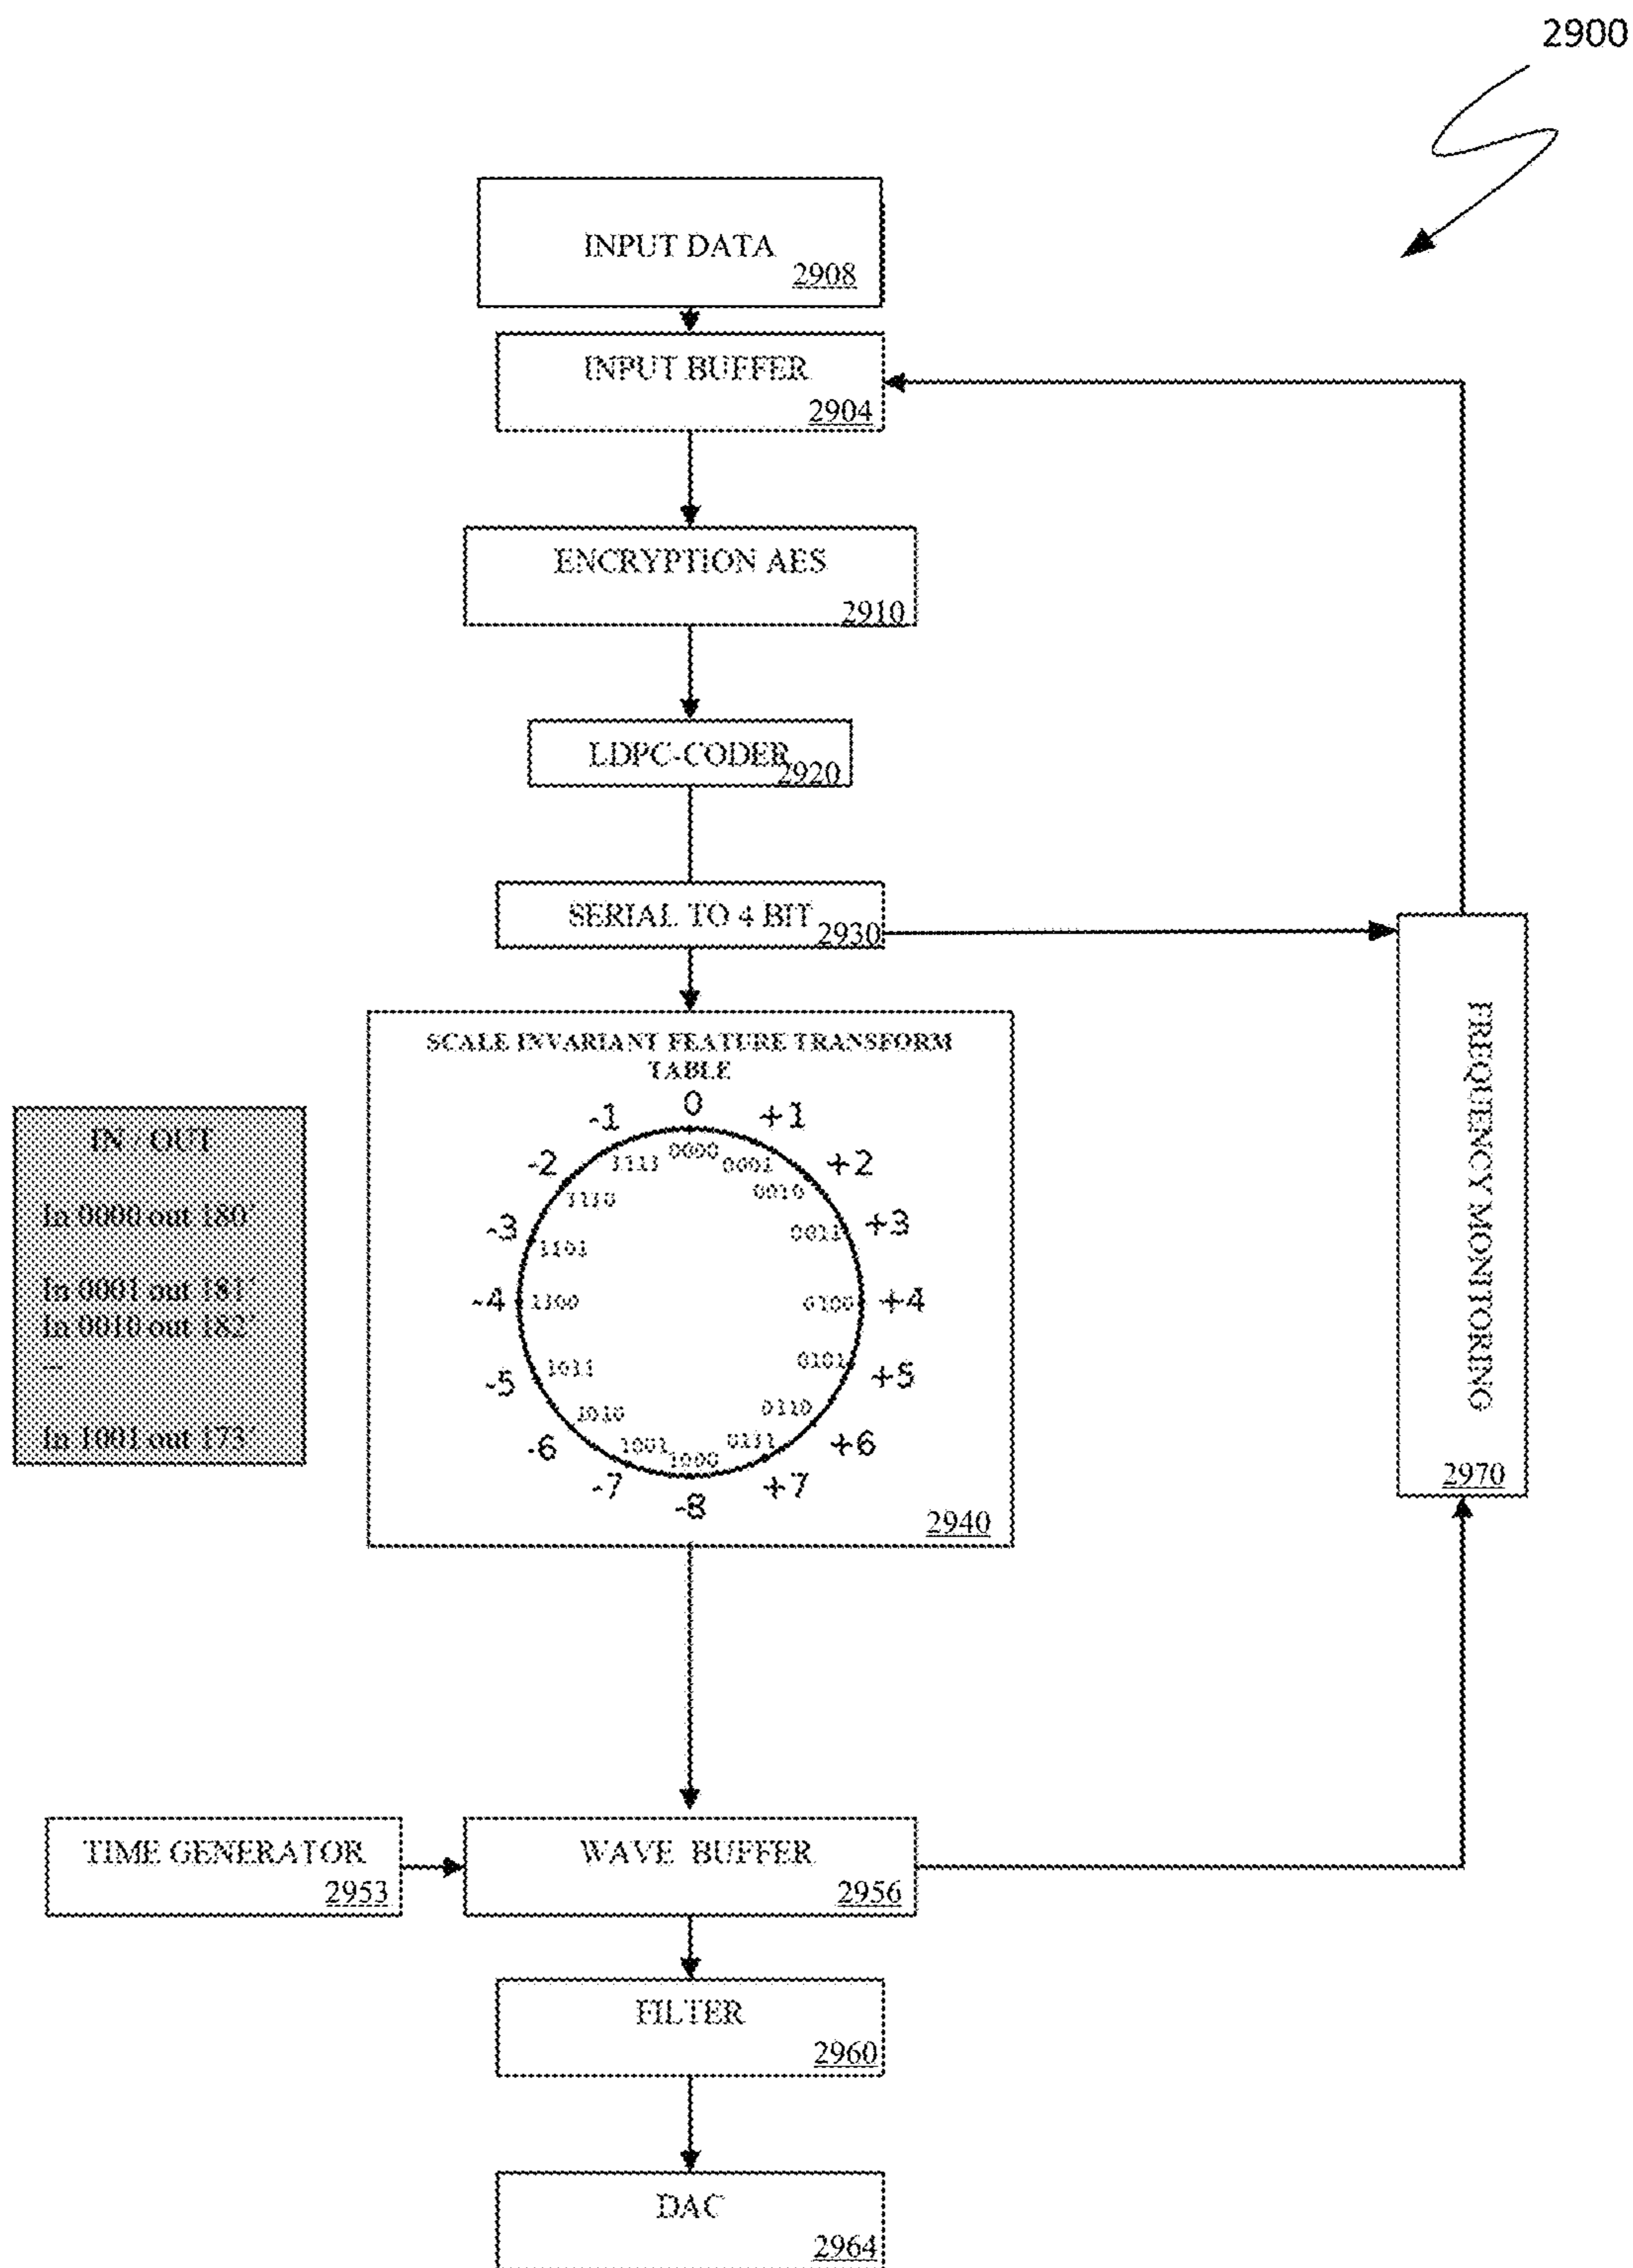 2900
INPUT DATA
2908
INPUT BUFFER
2904
ENCRYPTION AES
2910
LDPC-CODER
2920
SERIAL TO 4 BIT
2930
FREQUENCY MONITORING
2970
SCALE INVARIANT FEATURE TRANSFORM
TABLE
0
+1
+2
+3
+4
+5
+6
+7
-8
-7
-6
-5
-4
-3
-2
-1
0000
0001
0010
0011
0100
0101
0110
0111
1000
1001
1010
1011
1100
1101
1110
1111
2940
IN / OUT
In 0000 out 180°
In 0001 out 181°
In 0010 out 182°
...
In 1001 out 173°
TIME GENERATOR
2953
WAVE BUFFER
2956
FILTER
2960
DAC
2964